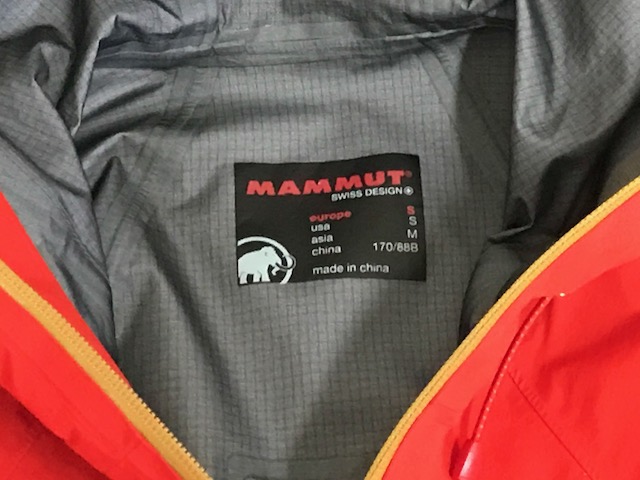 MAMMUT®
SWISS DESIGN
europe S
usa S
asia M
china 170/88B
made in china